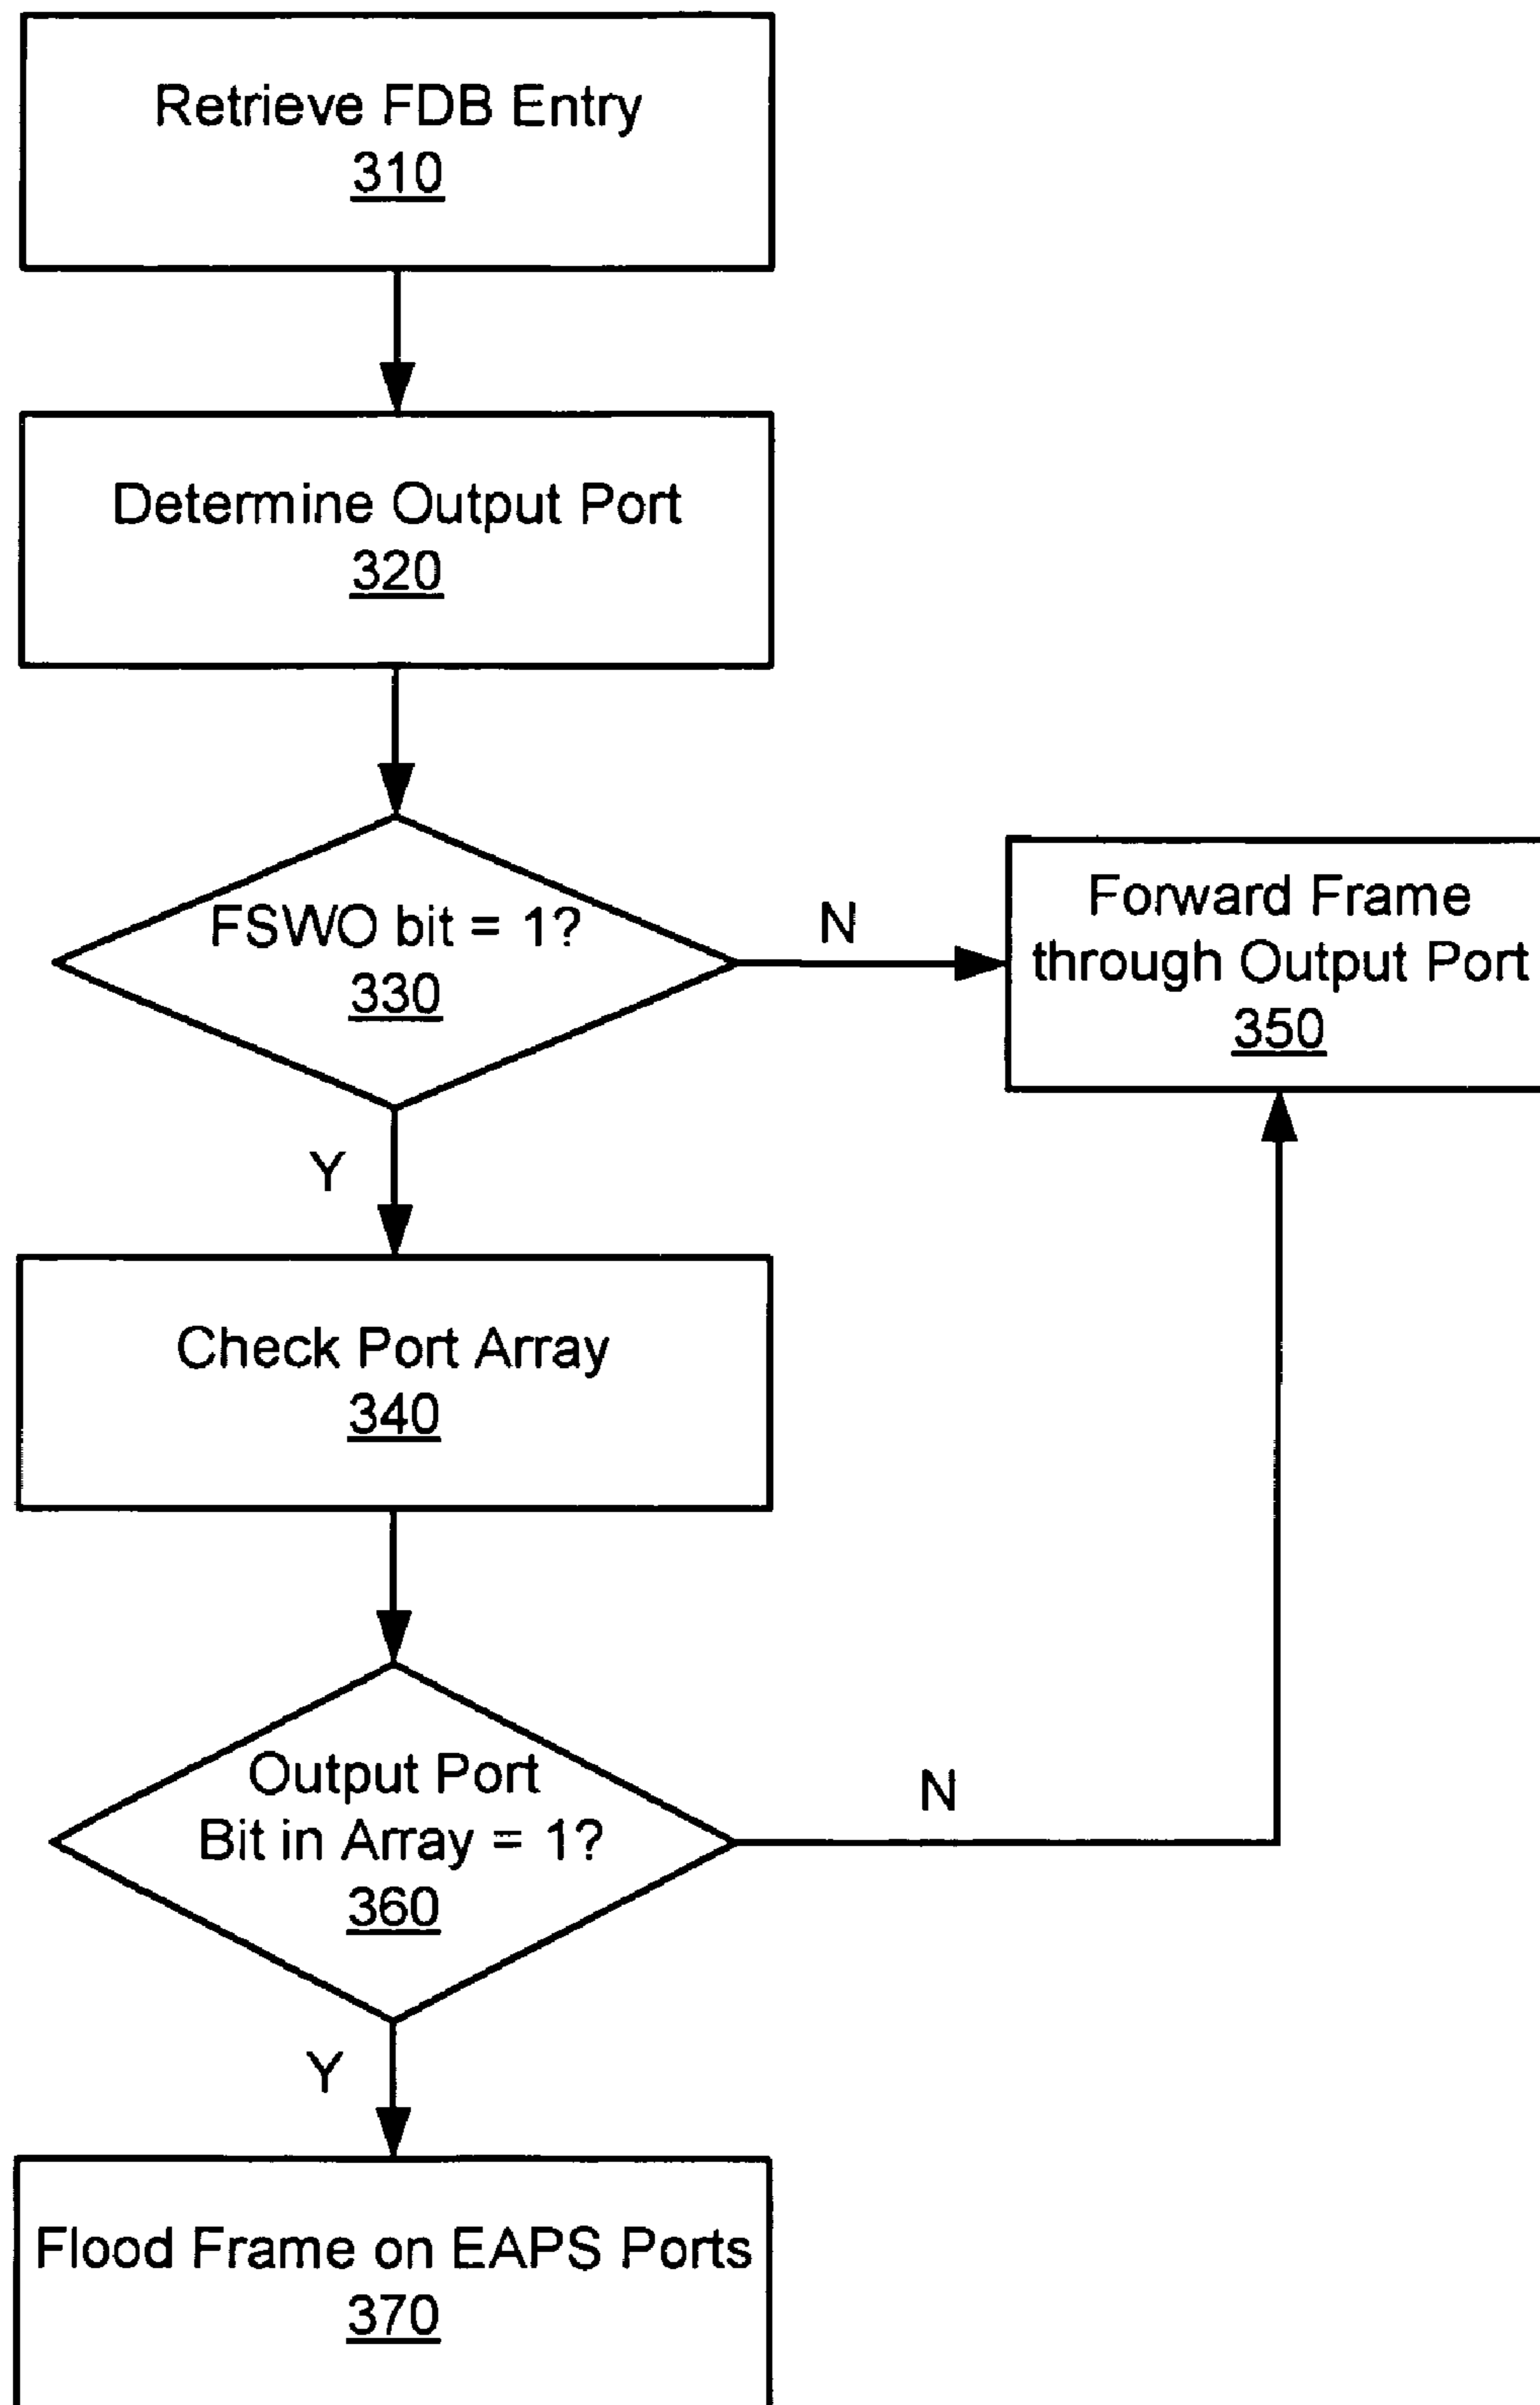 Retrieve FDB Entry
310
Determine Output Port
320
FSWO bit = 1?
330
N
Forward Frame
through Output Port
350
Y
Check Port Array
340
Output Port
Bit in Array = 1?
360
N
Y
Flood Frame on EAPS Ports
370